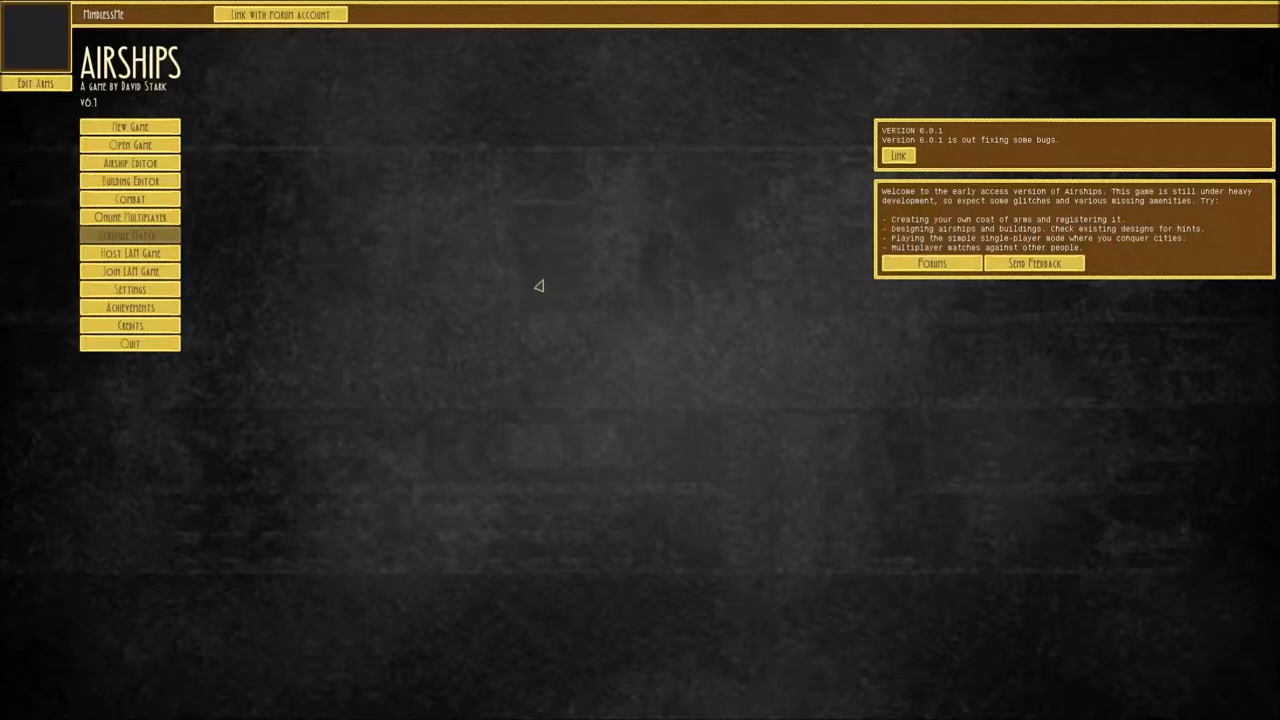 MindlessMe
Link with forum account
Edit Arms
AIRSHIPS
A game by David Stark
v6.1
New Game
Open Game
Airship Editor
Building Editor
Combat
Online Multiplayer
Schedule Match
Host LAN Game
Join LAN Game
Settings
Achievements
Credits
Quit
VERSION 6.0.1
Version 6.0.1 is out fixing some bugs.
Link
Welcome to the early access version of Airships. This game is still under heavy
development, so expect some glitches and various missing amenities. Try:
- Creating your own coat of arms and registering it.
- Designing airships and buildings. Check existing designs for hints.
- Playing the simple single-player mode where you conquer cities.
- Multiplayer matches against other people.
Forums
Send Feedback